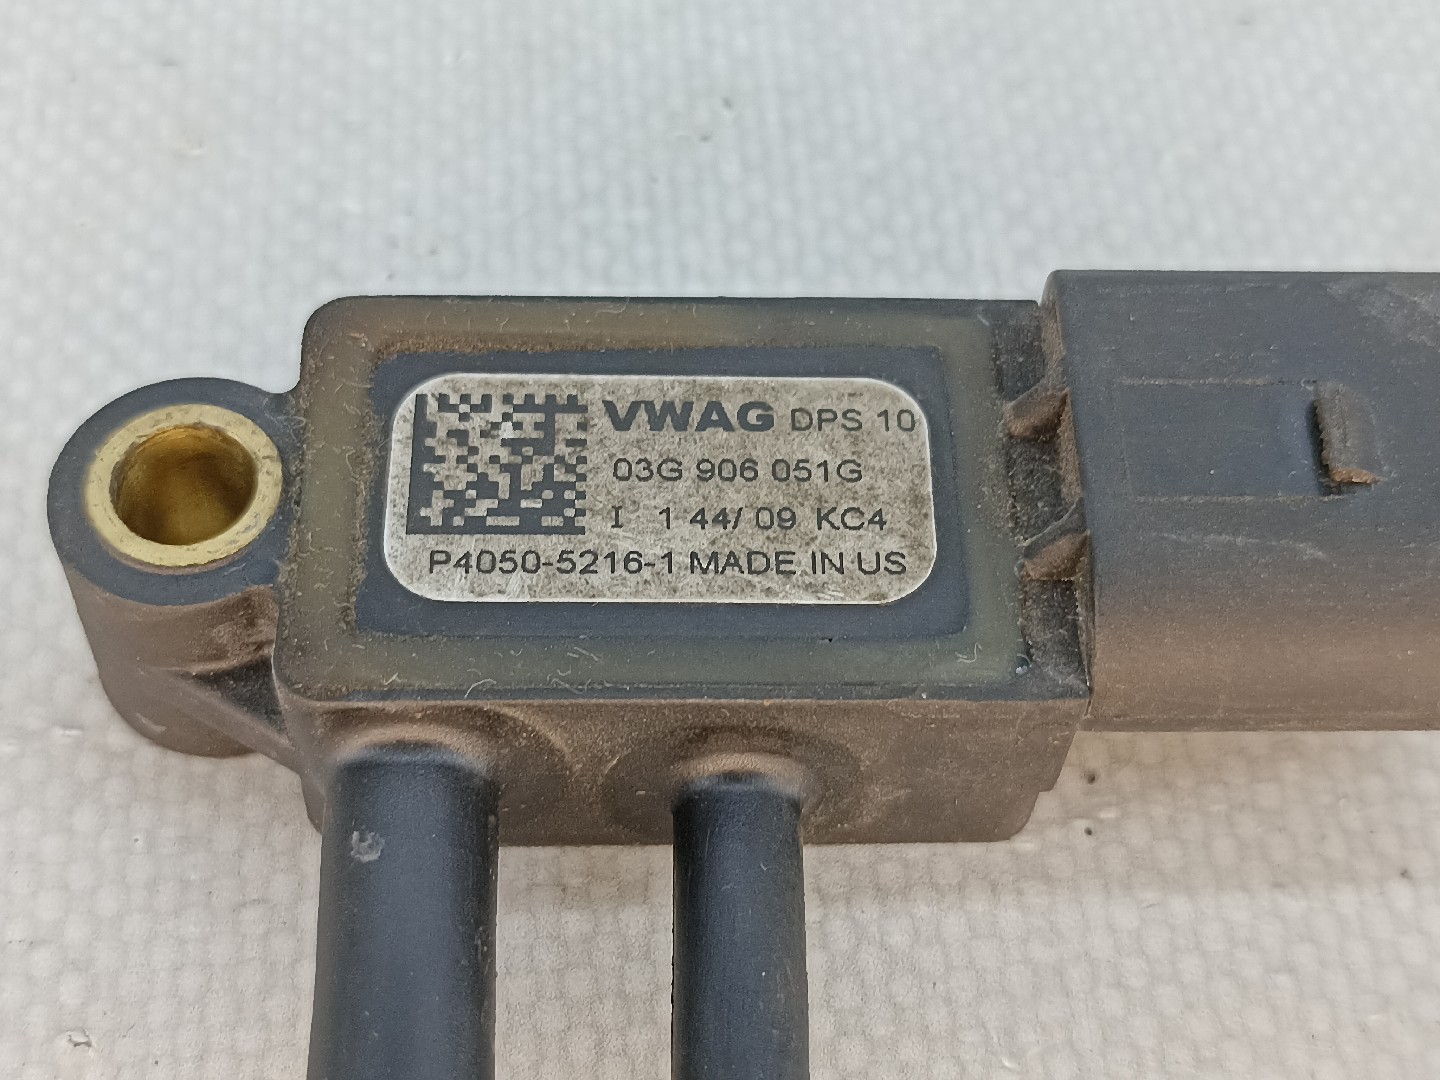 VWAG DPS 10
03G 906 051G
I 1 44/ 09 KC4
P4050-5216-1 MADE IN US